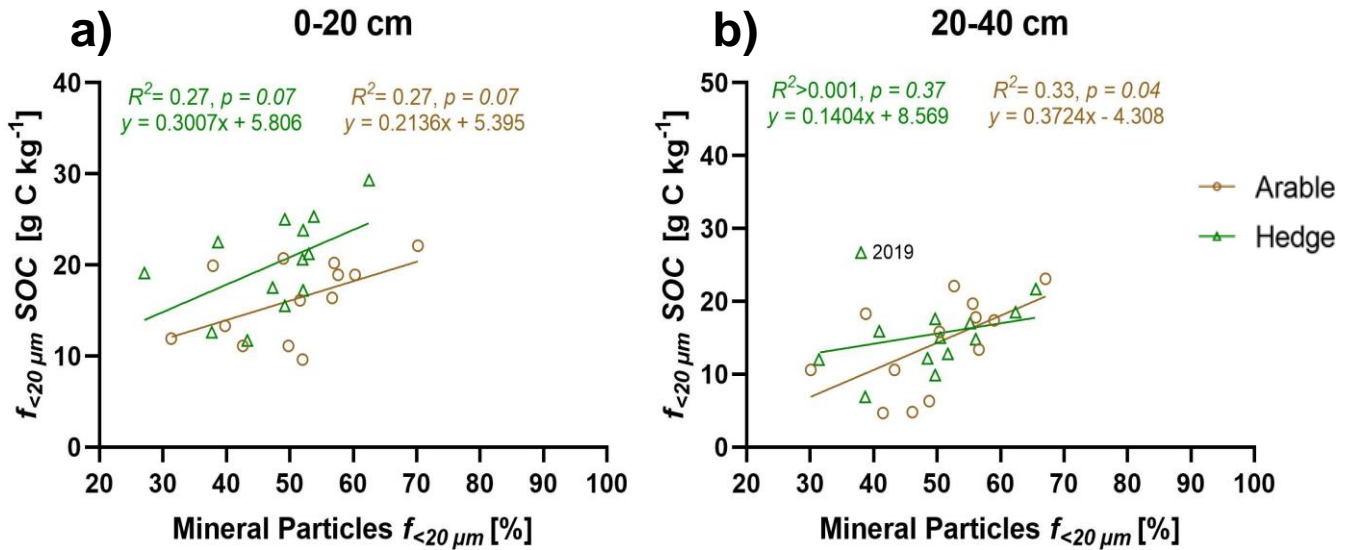 a) 0-20 cm
R²= 0.27, p = 0.07
y = 0.3007x + 5.806
R²= 0.27, p = 0.07
y = 0.2136x + 5.395
f<20 µm SOC [g C kg⁻¹]
40
30
20
10
0
20 30 40 50 60 70 80 90 100
Mineral Particles f<20 µm [%]
b) 20-40 cm
R²>0.001, p = 0.37
y = 0.1404x + 8.569
R²= 0.33, p = 0.04
y = 0.3724x - 4.308
f<20 µm SOC [g C kg⁻¹]
50
40
30
20
10
0
2019
20 30 40 50 60 70 80 90 100
Mineral Particles f<20 µm [%]
Arable
Hedge